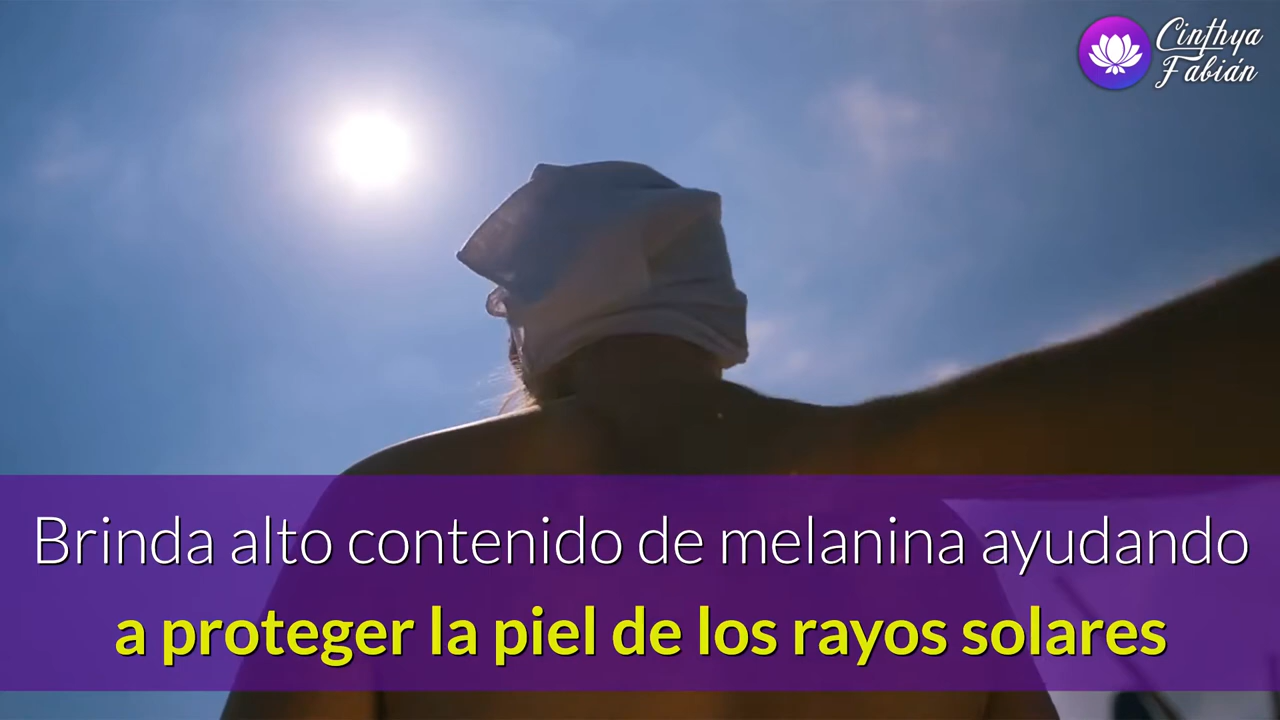 Cinthya
Fabián
Brinda alto contenido de melanina ayudando
a proteger la piel de los rayos solares